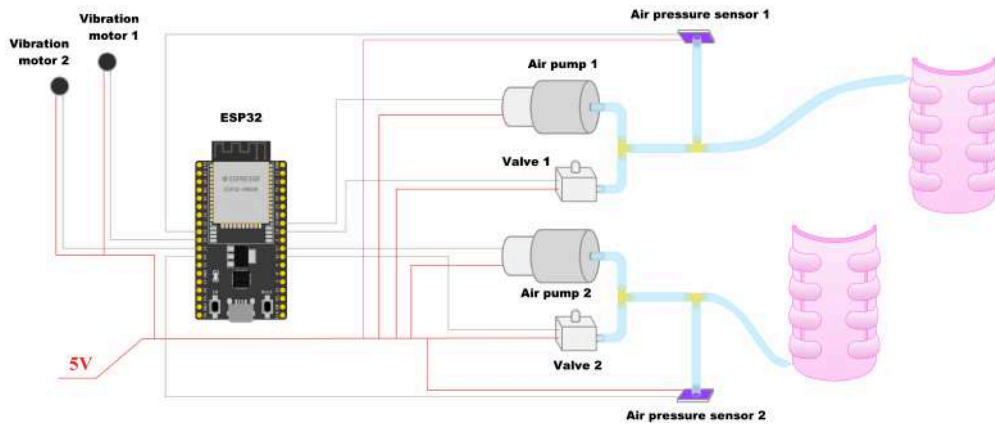 Air pressure sensor 1
Vibration
motor 1
Vibration
motor 2
Air pump 1
ESP32
Valve 1
Air pump 2
5V
Valve 2
Air pressure sensor 2